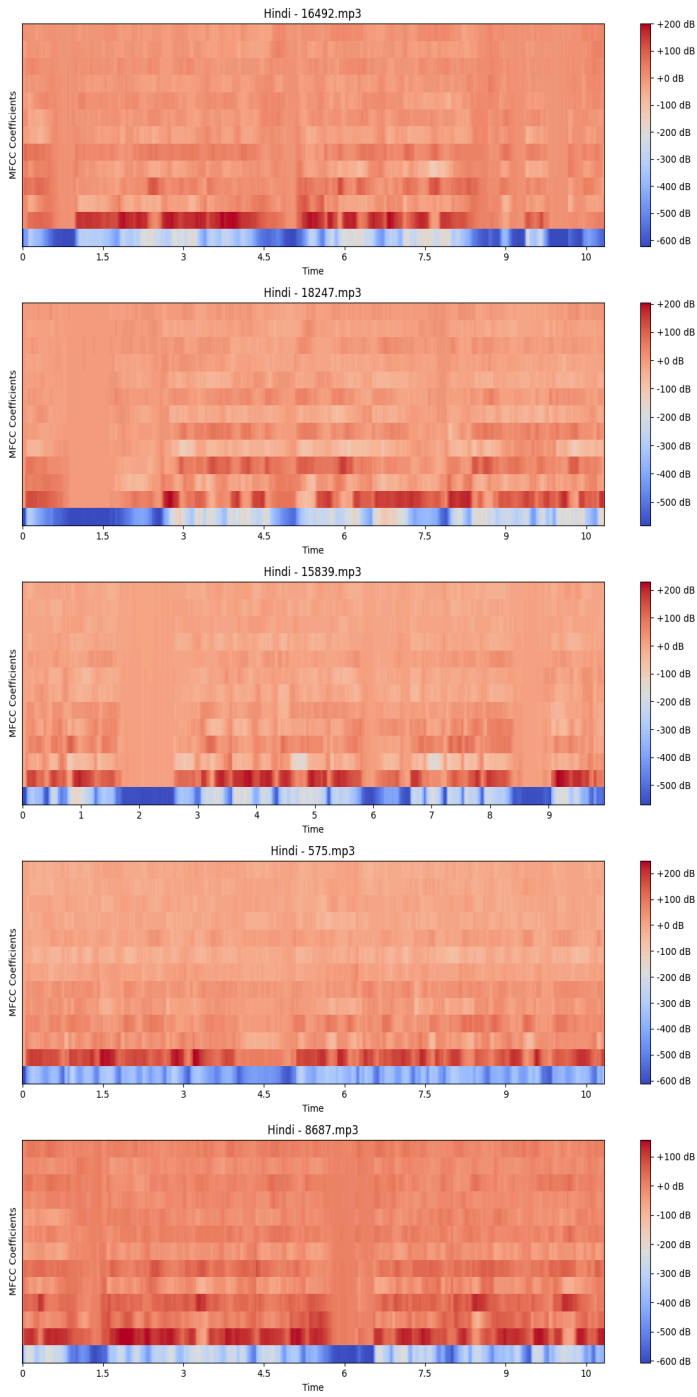 Hindi - 16492.mp3
MFCC Coefficients
+200 dB
+100 dB
+0 dB
-100 dB
-200 dB
-300 dB
-400 dB
-500 dB
-600 dB
0 1.5 3 4.5 6 7.5 9 10
Time
Hindi - 18247.mp3
MFCC Coefficients
+200 dB
+100 dB
+0 dB
-100 dB
-200 dB
-300 dB
-400 dB
-500 dB
0 1.5 3 4.5 6 7.5 9 10
Time
Hindi - 15839.mp3
MFCC Coefficients
+200 dB
+100 dB
+0 dB
-100 dB
-200 dB
-300 dB
-400 dB
-500 dB
0 1 2 3 4 5 6 7 8 9
Time
Hindi - 575.mp3
MFCC Coefficients
+200 dB
+100 dB
+0 dB
-100 dB
-200 dB
-300 dB
-400 dB
-500 dB
-600 dB
0 1.5 3 4.5 6 7.5 9 10
Time
Hindi - 8687.mp3
MFCC Coefficients
+100 dB
+0 dB
-100 dB
-200 dB
-300 dB
-400 dB
-500 dB
-600 dB
0 1.5 3 4.5 6 7.5 9 10
Time